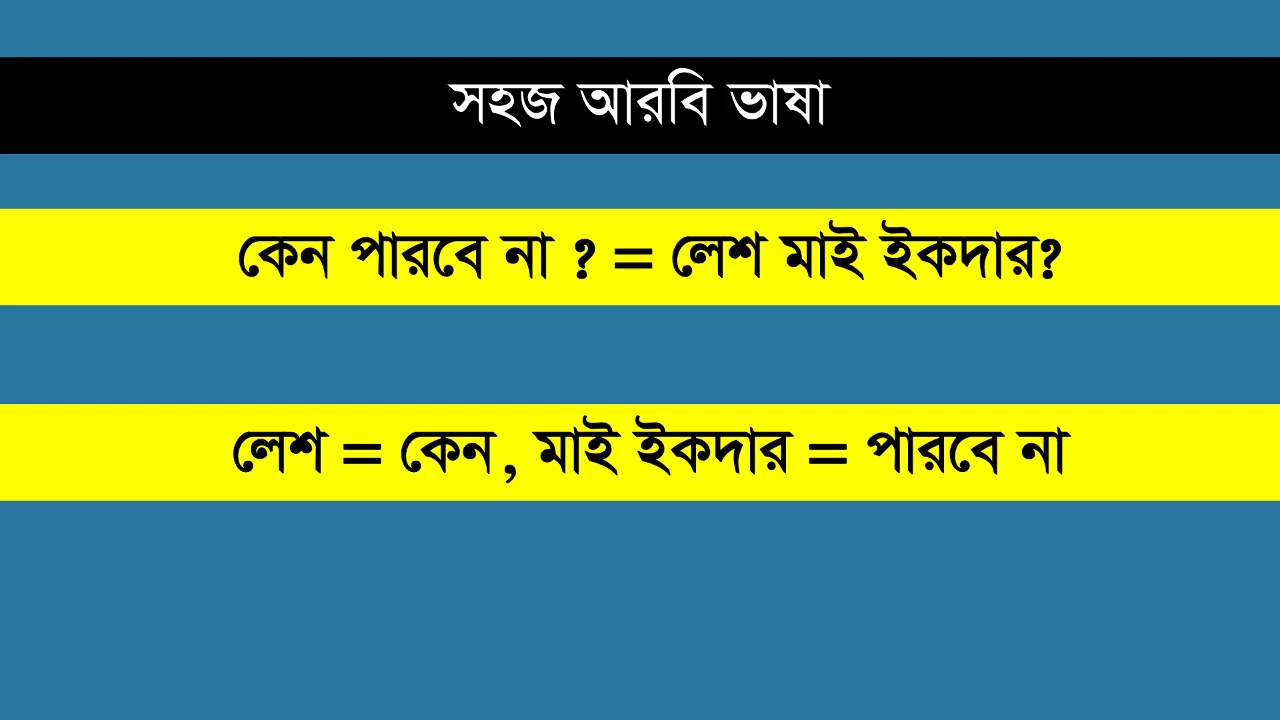 সহজ আরবি ভাষা
কেন পারবে না ? = লেশ মাই ইকদার?
লেশ = কেন, মাই ইকদার = পারবে না